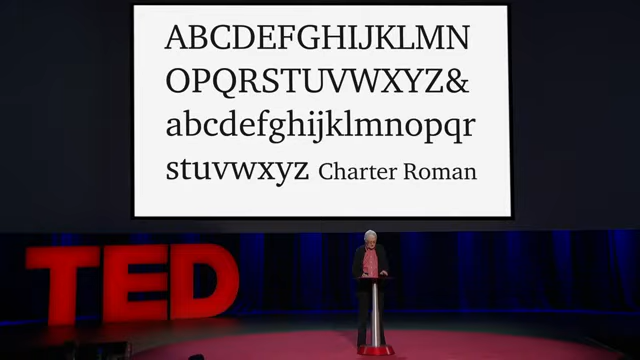 ABCDEFGHIJKLMN
OPQRSTUVWXYZ&
abcdefghijklmnopqr
stuvwxyz Charter Roman
TED